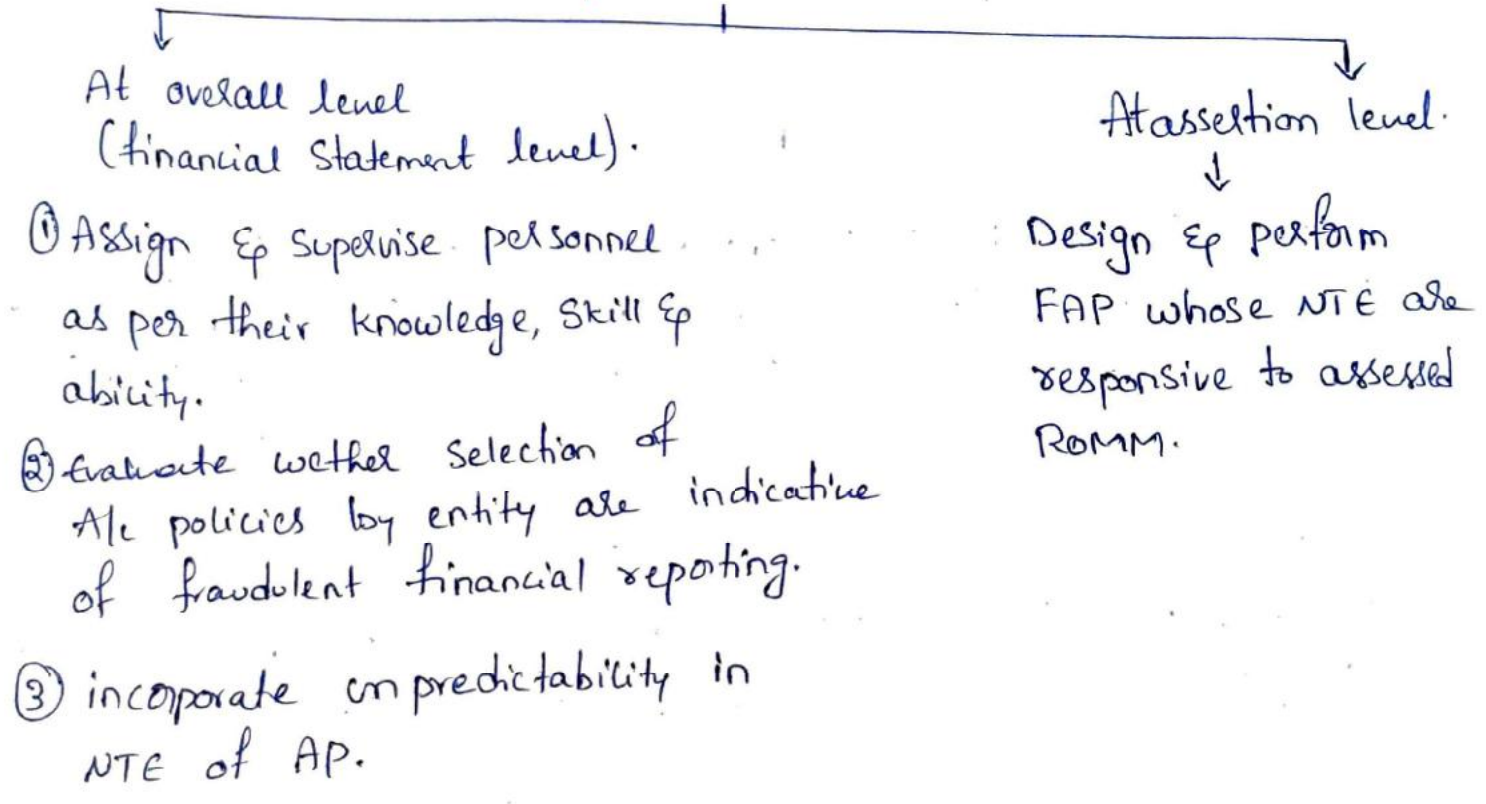 At overall level
(financial Statement level).
① Assign & Supervise personnel
as per their knowledge, Skill &
ability.
② Evaluate wether Selection of
A/c policies by entity are indicative
of fraudulent financial reporting.
③ incorporate unpredictability in
NTE of AP.
At assertion level.
Design & perform
FAP whose NTE are
responsive to assessed
ROMM.